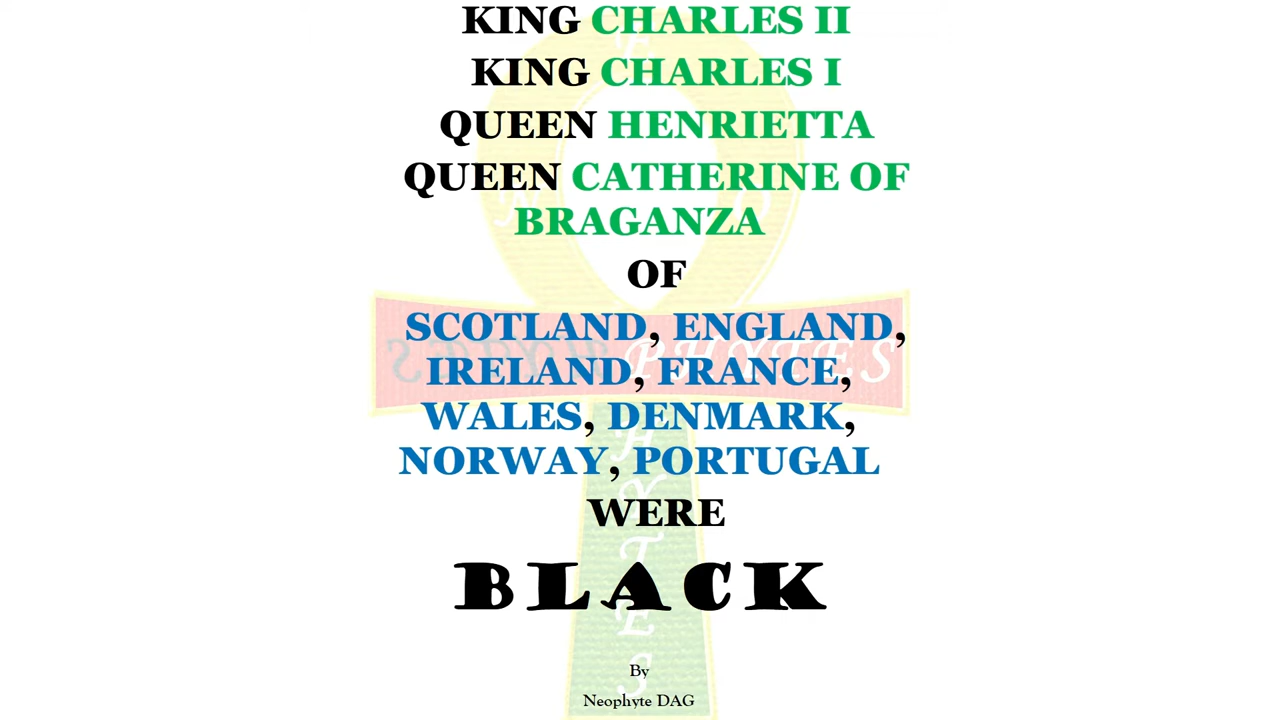 KING CHARLES II
KING CHARLES I
QUEEN HENRIETTA
QUEEN CATHERINE OF
BRAGANZA
OF
SCOTLAND, ENGLAND,
IRELAND, FRANCE,
WALES, DENMARK,
NORWAY, PORTUGAL
WERE
BLACK
By
Neophyte DAG